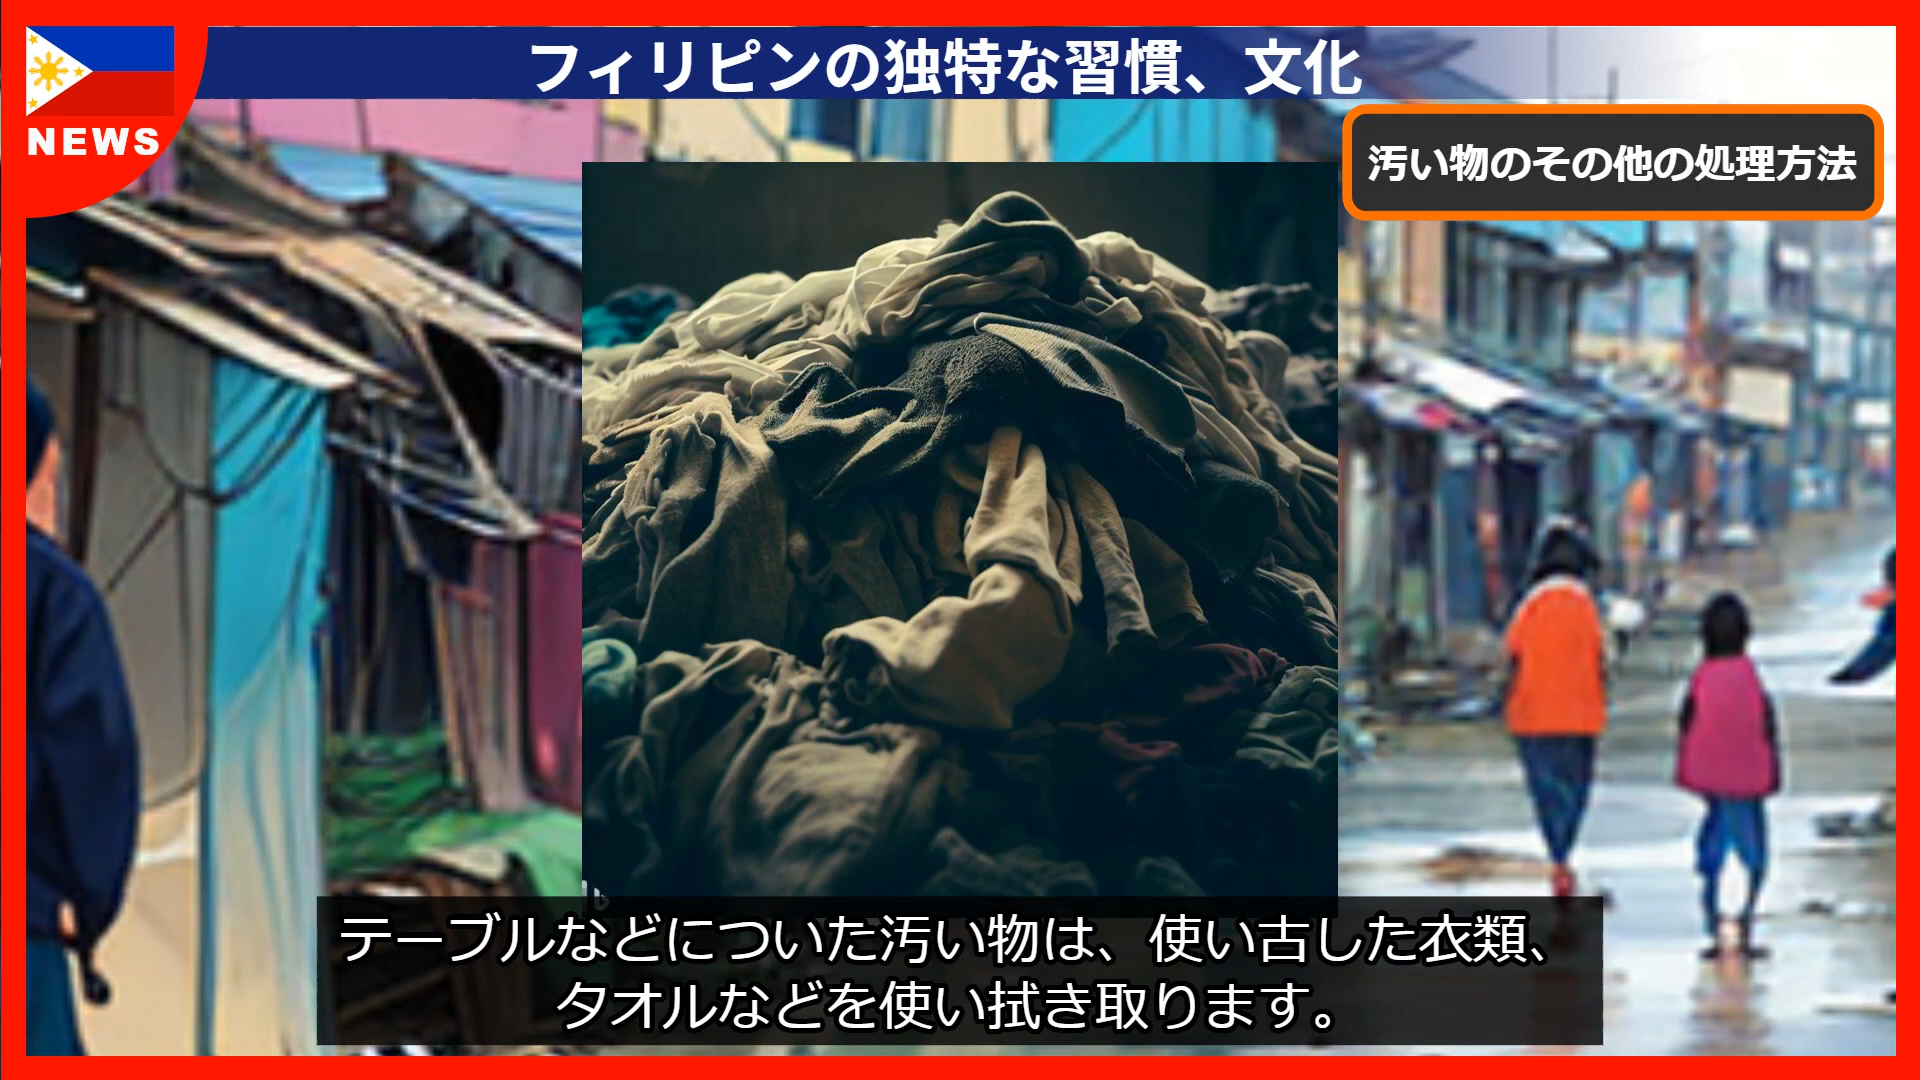 フィリピンの独特な習慣、文化
NEWS
汚い物のその他の処理方法
テーブルなどについた汚い物は、使い古した衣類、
タオルなどを使い拭き取ります。